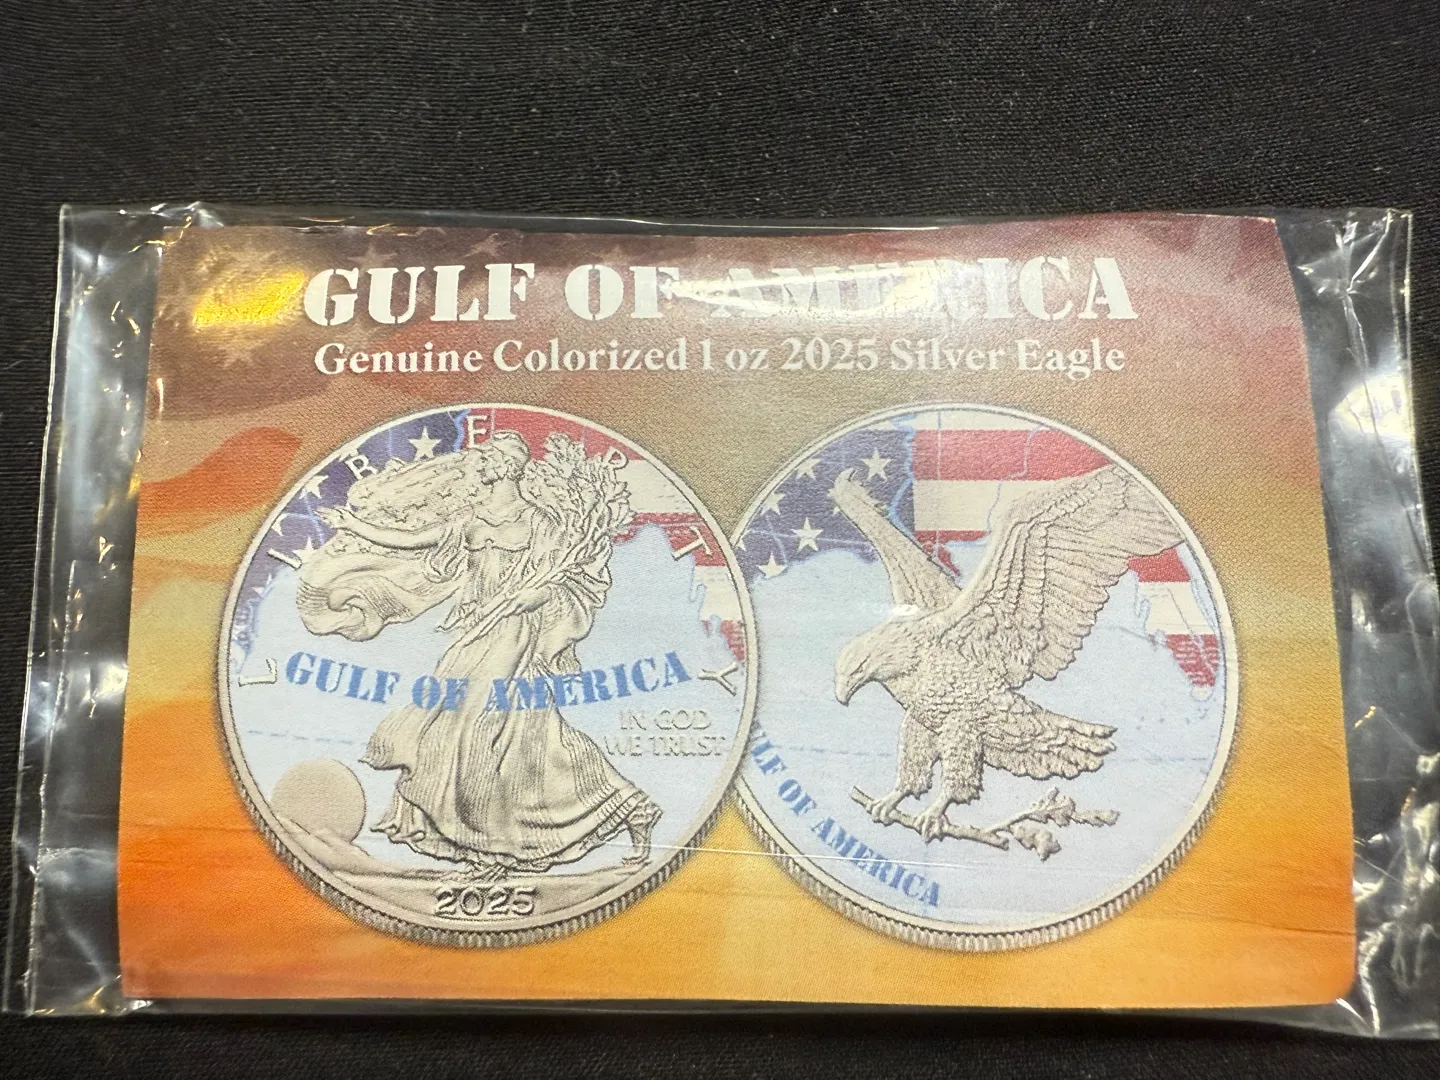 GULF OF AMERICA
Genuine Colorized 1 oz 2025 Silver Eagle
LIBERTY
GULF OF AMERICA
IN GOD
WE TRUST
2025
ULF OF AMERICA